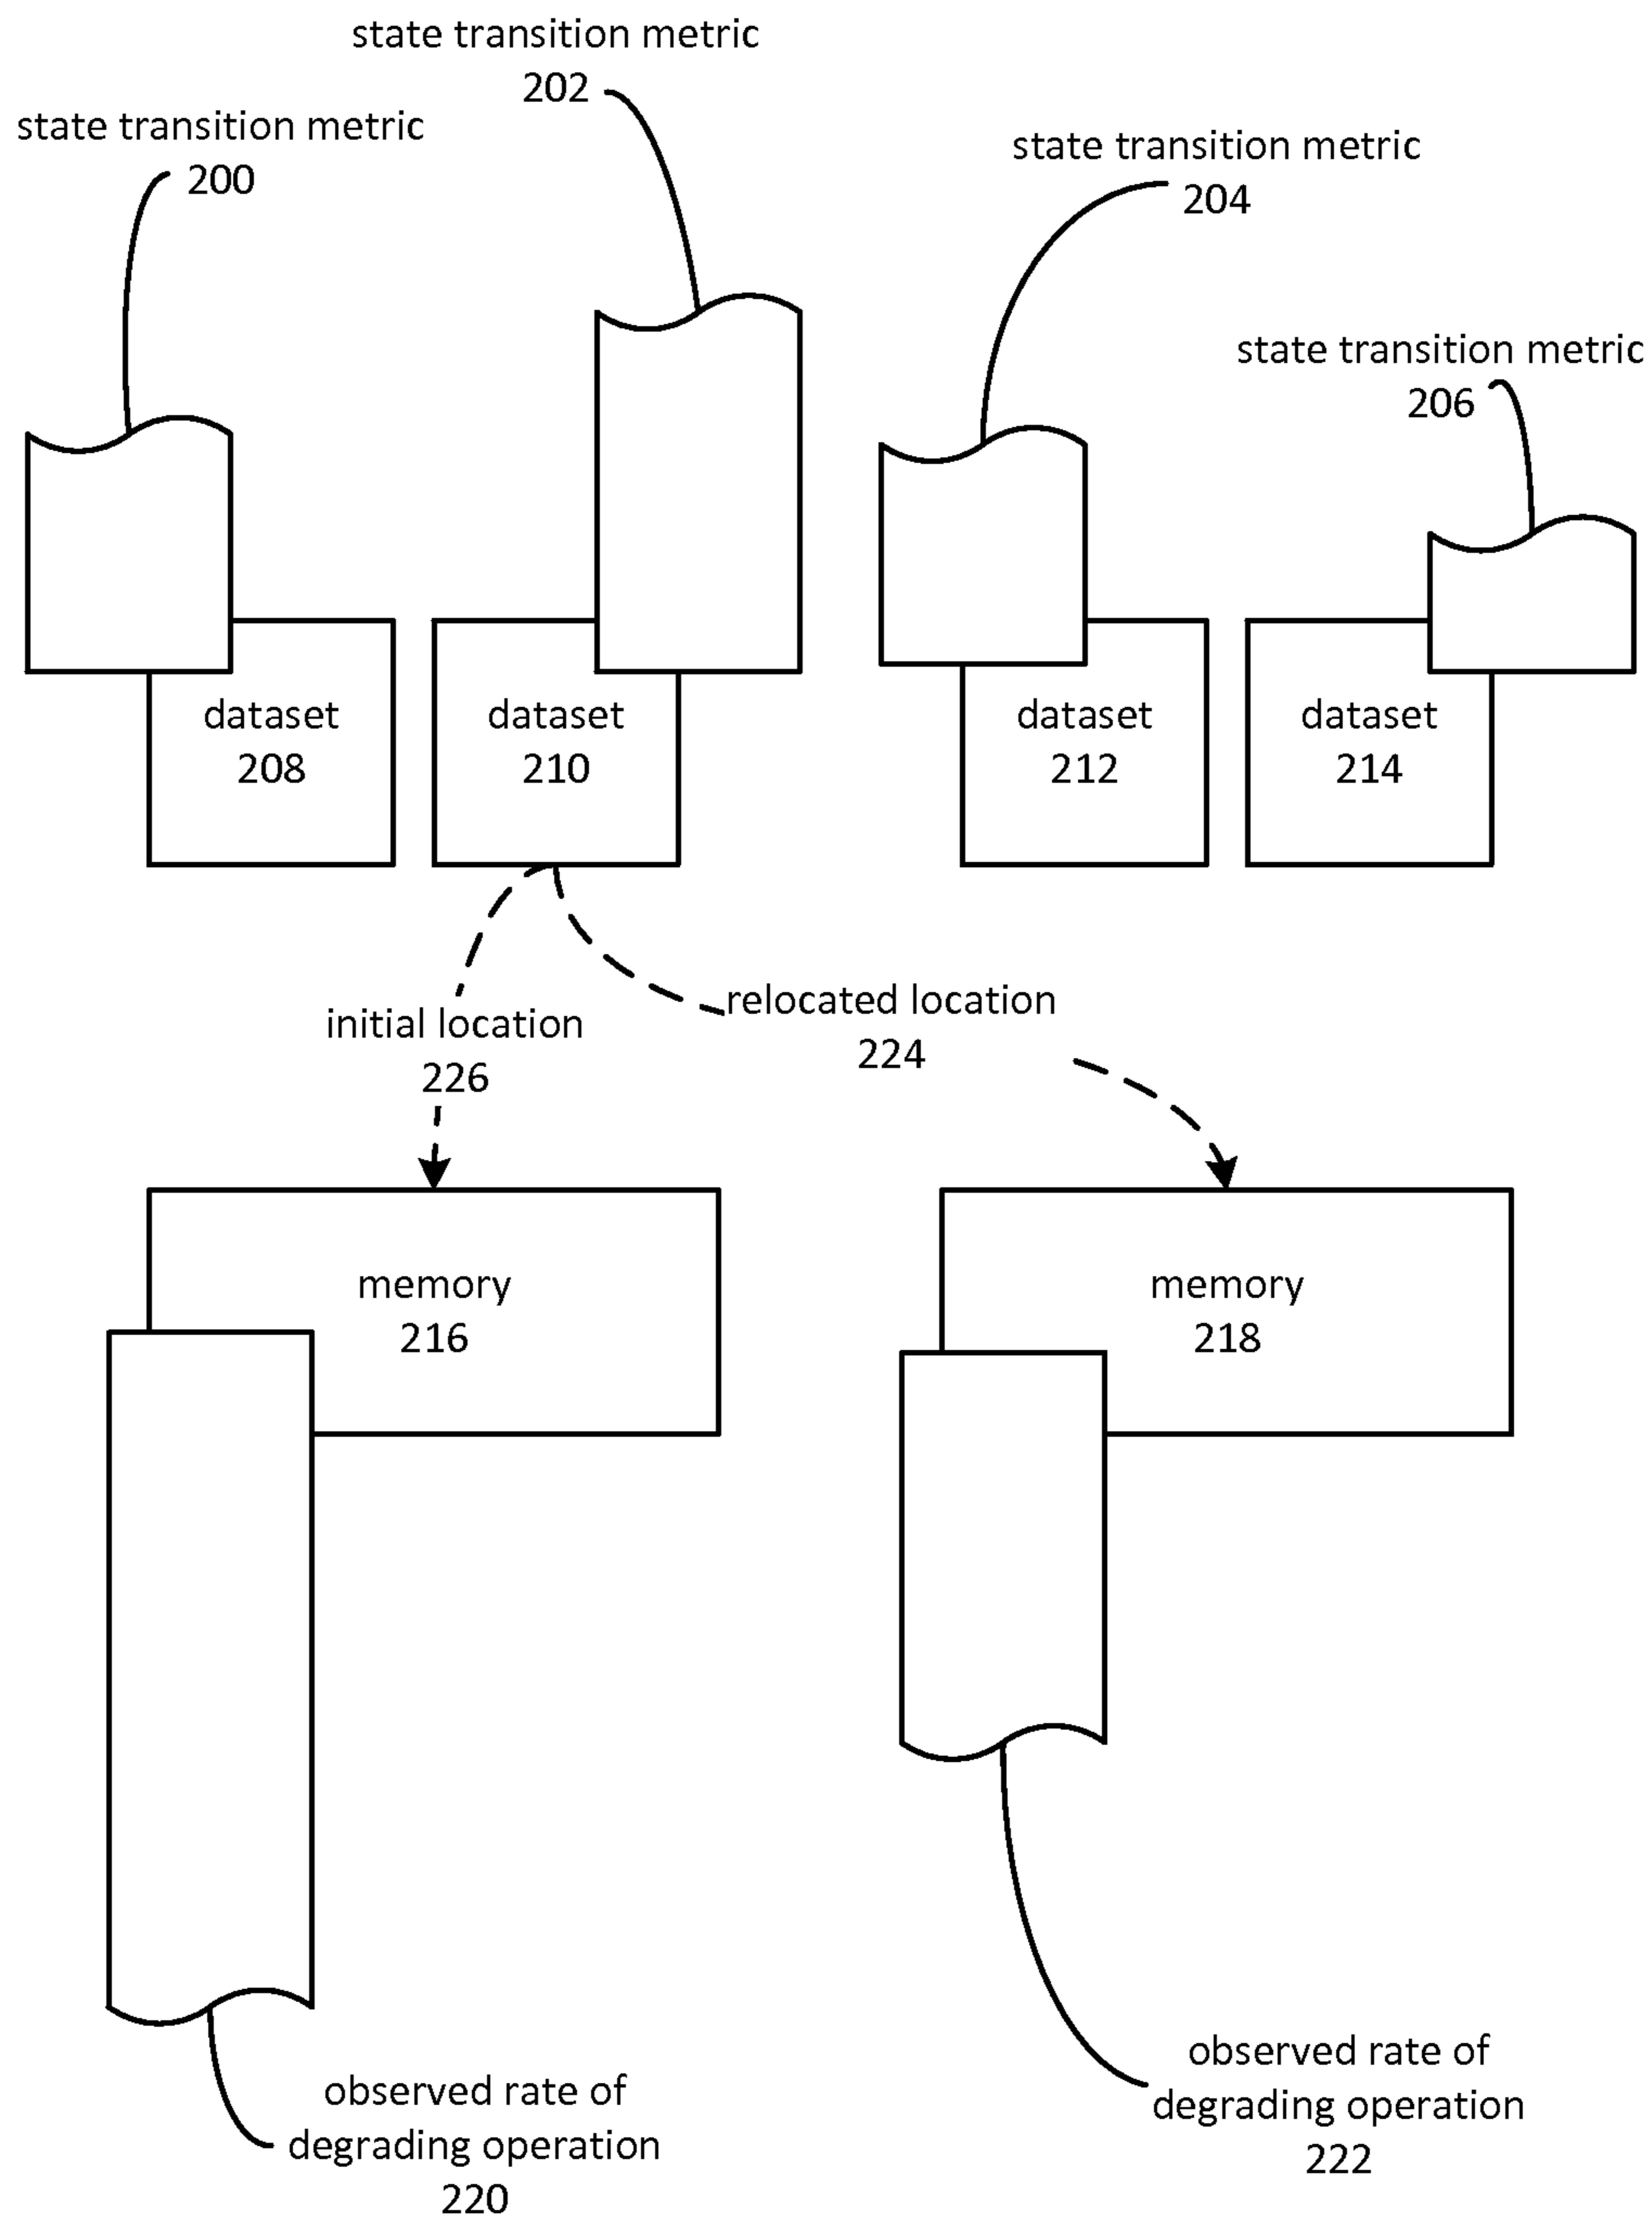 state transition metric
202
state transition metric
200
state transition metric
204
state transition metric
206
dataset
208
dataset
210
dataset
212
dataset
214
initial location
226
relocated location
224
memory
216
memory
218
observed rate of
degrading operation
220
observed rate of
degrading operation
222